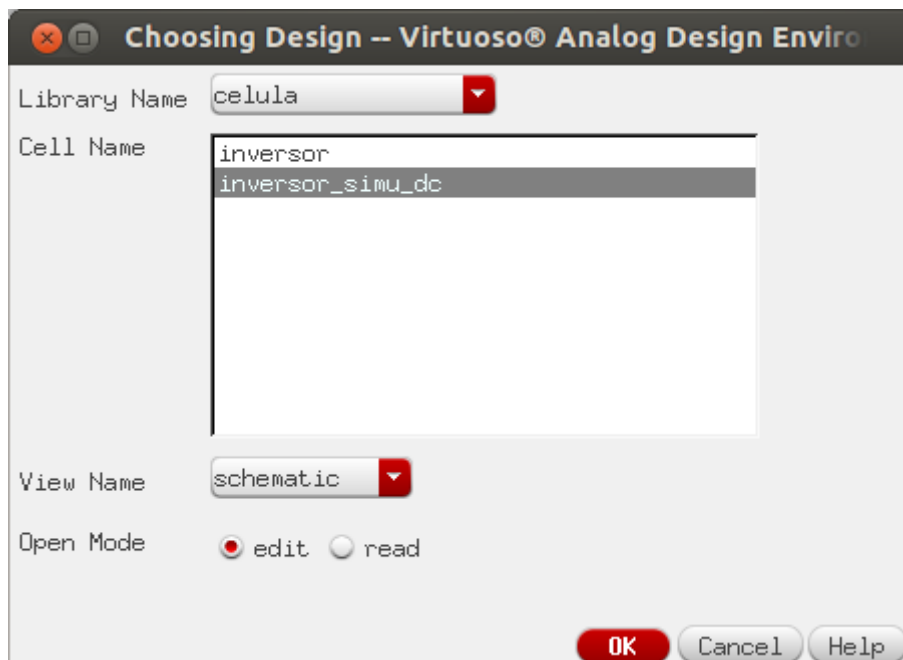 Choosing Design -- Virtuoso® Analog Design Enviro
Library Name celula
Cell Name
inversor
inversor_simu_dc
View Name schematic
Open Mode edit read
OK Cancel Help